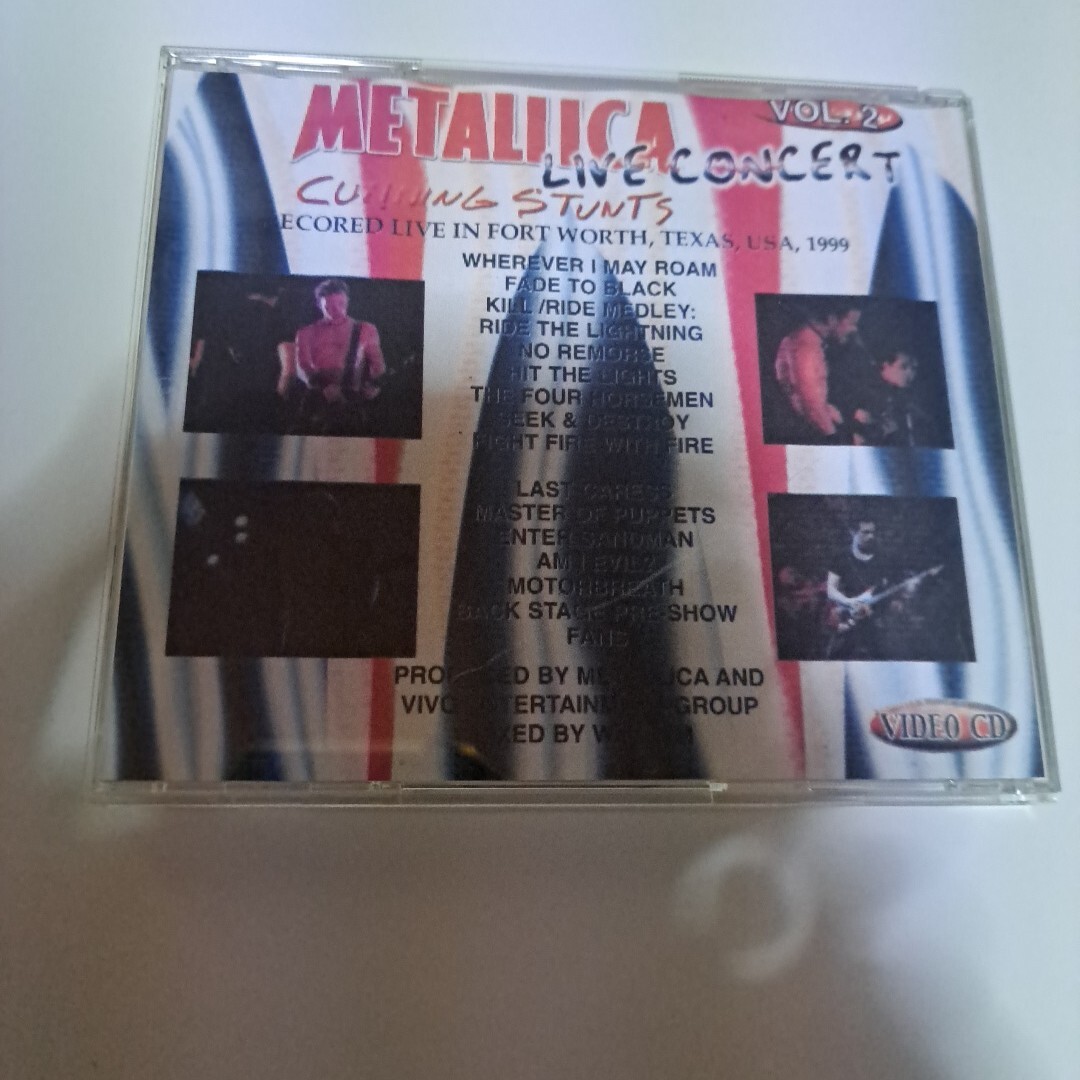 METALLICA
VOL. 2
LIVE CONCERT
CUNNING STUNTS
RECORED LIVE IN FORT WORTH, TEXAS, USA, 1999
WHEREVER I MAY ROAM
FADE TO BLACK
KILL/RIDE MEDLEY:
RIDE THE LIGHTNING
NO REMORSE
HIT THE LIGHTS
THE FOUR HORSEMEN
SEEK & DESTROY
FIGHT FIRE WITH FIRE
LAST CARESS
MASTER OF PUPPETS
ENTER SANDMAN
AM I EVIL?
MOTORBREATH
BACK STAGE PRE-SHOW
FANS
PRODUCED BY METALLICA AND
ENTERTAINMENT GROUP
BY
VIDEO CD